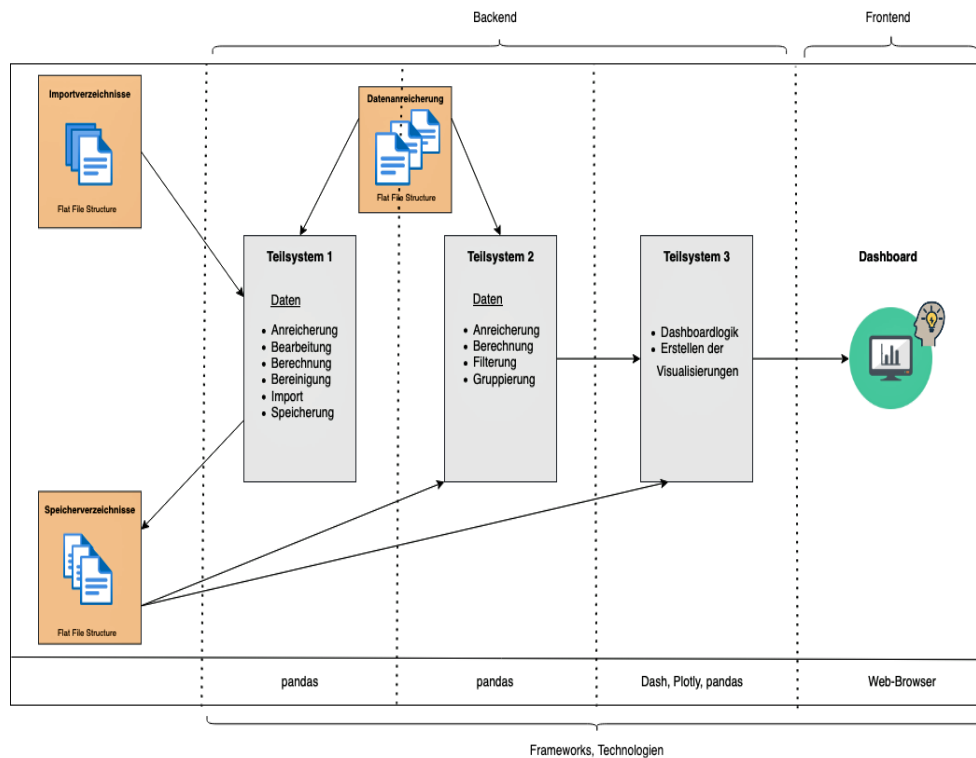 Backend
Frontend
Importverzeichnisse
Flat File Structure
Datenanreicherung
Flat File Structure
Teilsystem 1
Daten
• Anreicherung
• Bearbeitung
• Berechnung
• Bereinigung
• Import
• Speicherung
Teilsystem 2
Daten
• Anreicherung
• Berechnung
• Filterung
• Gruppierung
Teilsystem 3
• Dashboardlogik
• Erstellen der
Visualisierungen
Dashboard
Speicherverzeichnisse
Flat File Structure
pandas
pandas
Dash, Plotly, pandas
Web-Browser
Frameworks, Technologien